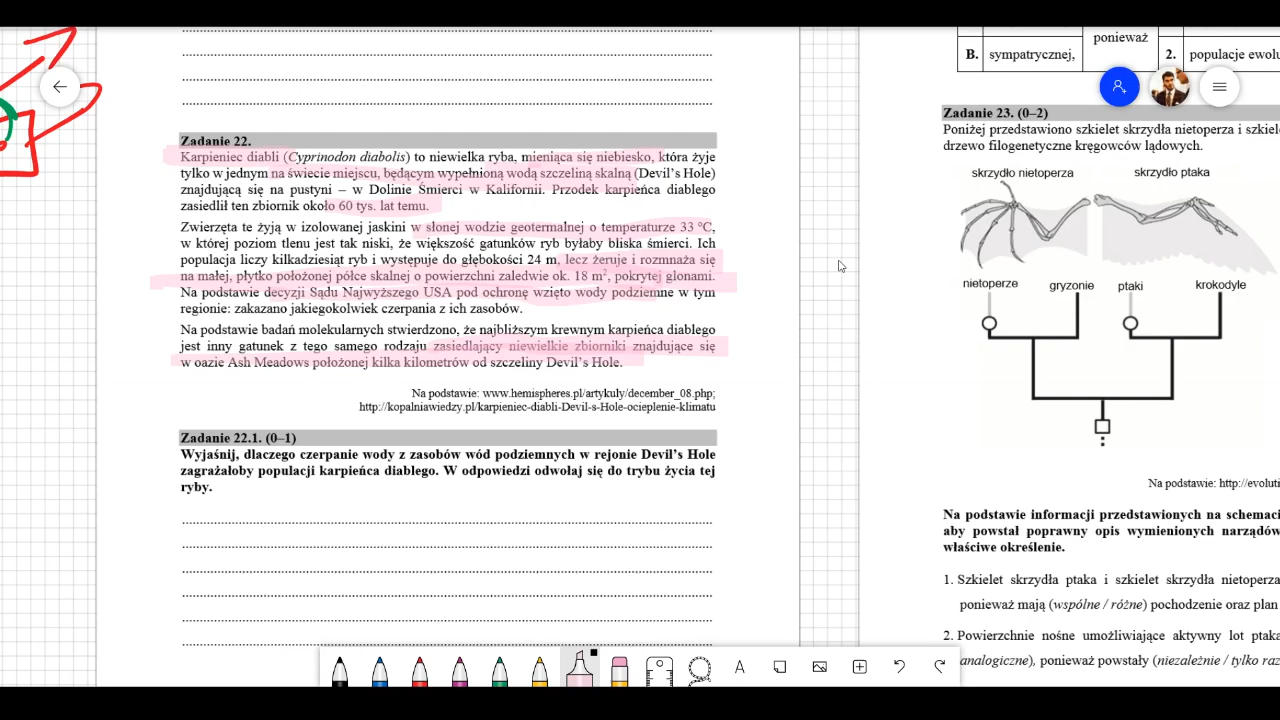 Zadanie 22.
Karpieniec diabli (Cyprinodon diabolis) to niewielka ryba, mieniąca się niebiesko, która żyje
tylko w jednym na świecie miejscu, będącym wypełnioną wodą szczeliną skalną (Devil's Hole)
znajdującą się na pustyni – w Dolinie Śmierci w Kalifornii. Przodek karpieńca diablego
zasiedlił ten zbiornik około 60 tys. lat temu.
Zwierzęta te żyją w izolowanej jaskini w słonej wodzie geotermalnej o temperaturze 33 °C,
w której poziom tlenu jest tak niski, że większość gatunków ryb byłaby bliska śmierci. Ich
populacja liczy kilkadziesiąt ryb i występuje do głębokości 24 m, lecz żeruje i rozmnaża się
na małej, płytko położonej półce skalnej o powierzchni zaledwie ok. 18 m², pokrytej glonami.
Na podstawie decyzji Sądu Najwyższego USA pod ochronę wzięto wody podziemne w tym
regionie: zakazano jakiegokolwiek czerpania z ich zasobów.
Na podstawie badań molekularnych stwierdzono, że najbliższym krewnym karpieńca diablego
jest inny gatunek z tego samego rodzaju zasiedlający niewielkie zbiorniki znajdujące się
w oazie Ash Meadows położonej kilka kilometrów od szczeliny Devil's Hole.
Na podstawie: www.hemispheres.pl/artykuly/december_08.php;
http://kopalniawiedzy.pl/karpieniec-diabli-Devil-s-Hole-ocieplenie-klimatu
Zadanie 22.1. (0–1)
Wyjaśnij, dlaczego czerpanie wody z zasobów wód podziemnych w rejonie Devil's Hole
zagrażałoby populacji karpieńca diablego. W odpowiedzi odwołaj się do trybu życia tej
ryby.
ponieważ
B. sympatrycznej, 2. populacje ewolu
Zadanie 23. (0–2)
Poniżej przedstawiono szkielet skrzydła nietoperza i szkiel
drzewo filogenetyczne kręgowców lądowych.
skrzydło nietoperza skrzydło ptaka
nietoperze gryzonie ptaki krokodyle
Na podstawie: http://evoluti
Na podstawie informacji przedstawionych na schemaci
aby powstał poprawny opis wymienionych narządów
właściwe określenie.
1. Szkielet skrzydła ptaka i szkielet skrzydła nietoperza
ponieważ mają (wspólne / różne) pochodzenie oraz plan
2. Powierzchnie nośne umożliwiające aktywny lot ptaka
analogiczne), ponieważ powstały (niezależnie / tylko raz
A